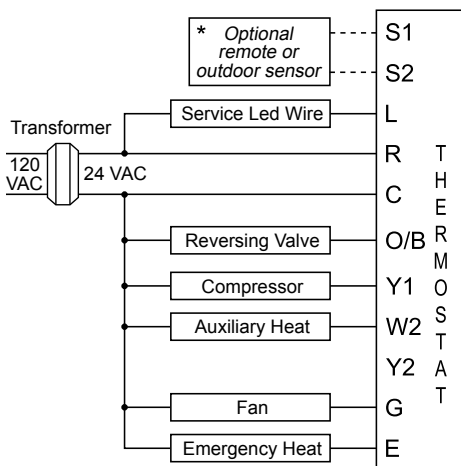 * Optional
remote or
outdoor sensor
S1
S2
Service Led Wire
L
Transformer
120
VAC
24 VAC
R
C
Reversing Valve
O/B
Compressor
Y1
Auxiliary Heat
W2
Y2
Fan
G
Emergency Heat
E
THERMOSTAT